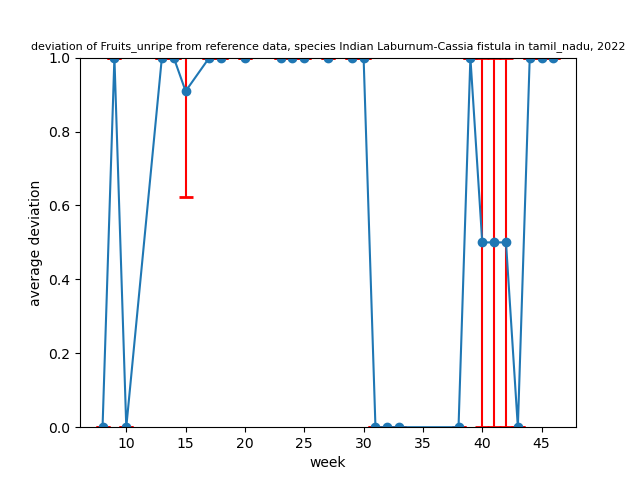 deviation of Fruits_unripe from reference data, species Indian Laburnum-Cassia fistula in tamil_nadu, 2022
1.0
0.8
0.6
0.4
0.2
0.0
average deviation
10 15 20 25 30 35 40 45
week